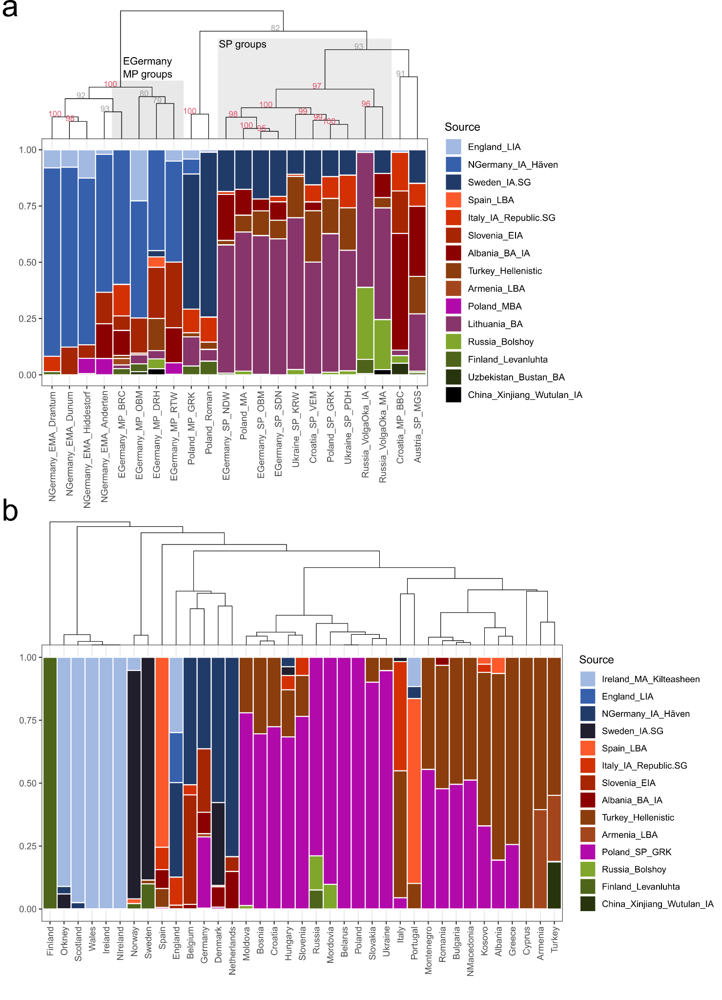 a
82
SP groups
93
EGermany
MP groups
91
100
97
92
80
79
93
96
100
98
100
98
100
99
99
100
100
95
1.00
0.75
0.50
0.25
0.00
NGermany_EMA_Drantum
NGermany_EMA_Dunum
NGermany_EMA_Hiddestorf
NGermany_EMA_Anderten
EGermany_MP_BRC
EGermany_MP_OBM
EGermany_MP_DRH
EGermany_MP_RTW
Poland_MP_GRK
Poland_Roman
EGermany_SP_NDW
Poland_MA
EGermany_SP_OBM
EGermany_SP_SDN
Ukraine_SP_KRW
Croatia_SP_VEM
Poland_SP_GRK
Ukraine_SP_PDH
Russia_VolgaOka_IA
Russia_VolgaOka_MA
Croatia_MP_BBC
Austria_SP_MGS
Source
England_LIA
NGermany_IA_Häven
Sweden_IA.SG
Spain_LBA
Italy_IA_Republic.SG
Slovenia_EIA
Albania_BA_IA
Turkey_Hellenistic
Armenia_LBA
Poland_MBA
Lithuania_BA
Russia_Bolshoy
Finland_Levanluhta
Uzbekistan_Bustan_BA
China_Xinjiang_Wutulan_IA
b
1.00
0.75
0.50
0.25
0.00
Finland
Orkney
Scotland
Wales
Ireland
NIreland
Norway
Sweden
Spain
England
Belgium
Germany
Denmark
Netherlands
Moldova
Bosnia
Croatia
Hungary
Slovenia
Russia
Mordovia
Belarus
Poland
Slovakia
Ukraine
Italy
Portugal
Montenegro
Romania
Bulgaria
NMacedonia
Kosovo
Albania
Greece
Cyprus
Armenia
Turkey
Source
Ireland_MA_Kilteasheen
England_LIA
NGermany_IA_Häven
Sweden_IA.SG
Spain_LBA
Italy_IA_Republic.SG
Slovenia_EIA
Albania_BA_IA
Turkey_Hellenistic
Armenia_LBA
Poland_SP_GRK
Russia_Bolshoy
Finland_Levanluhta
China_Xinjiang_Wutulan_IA